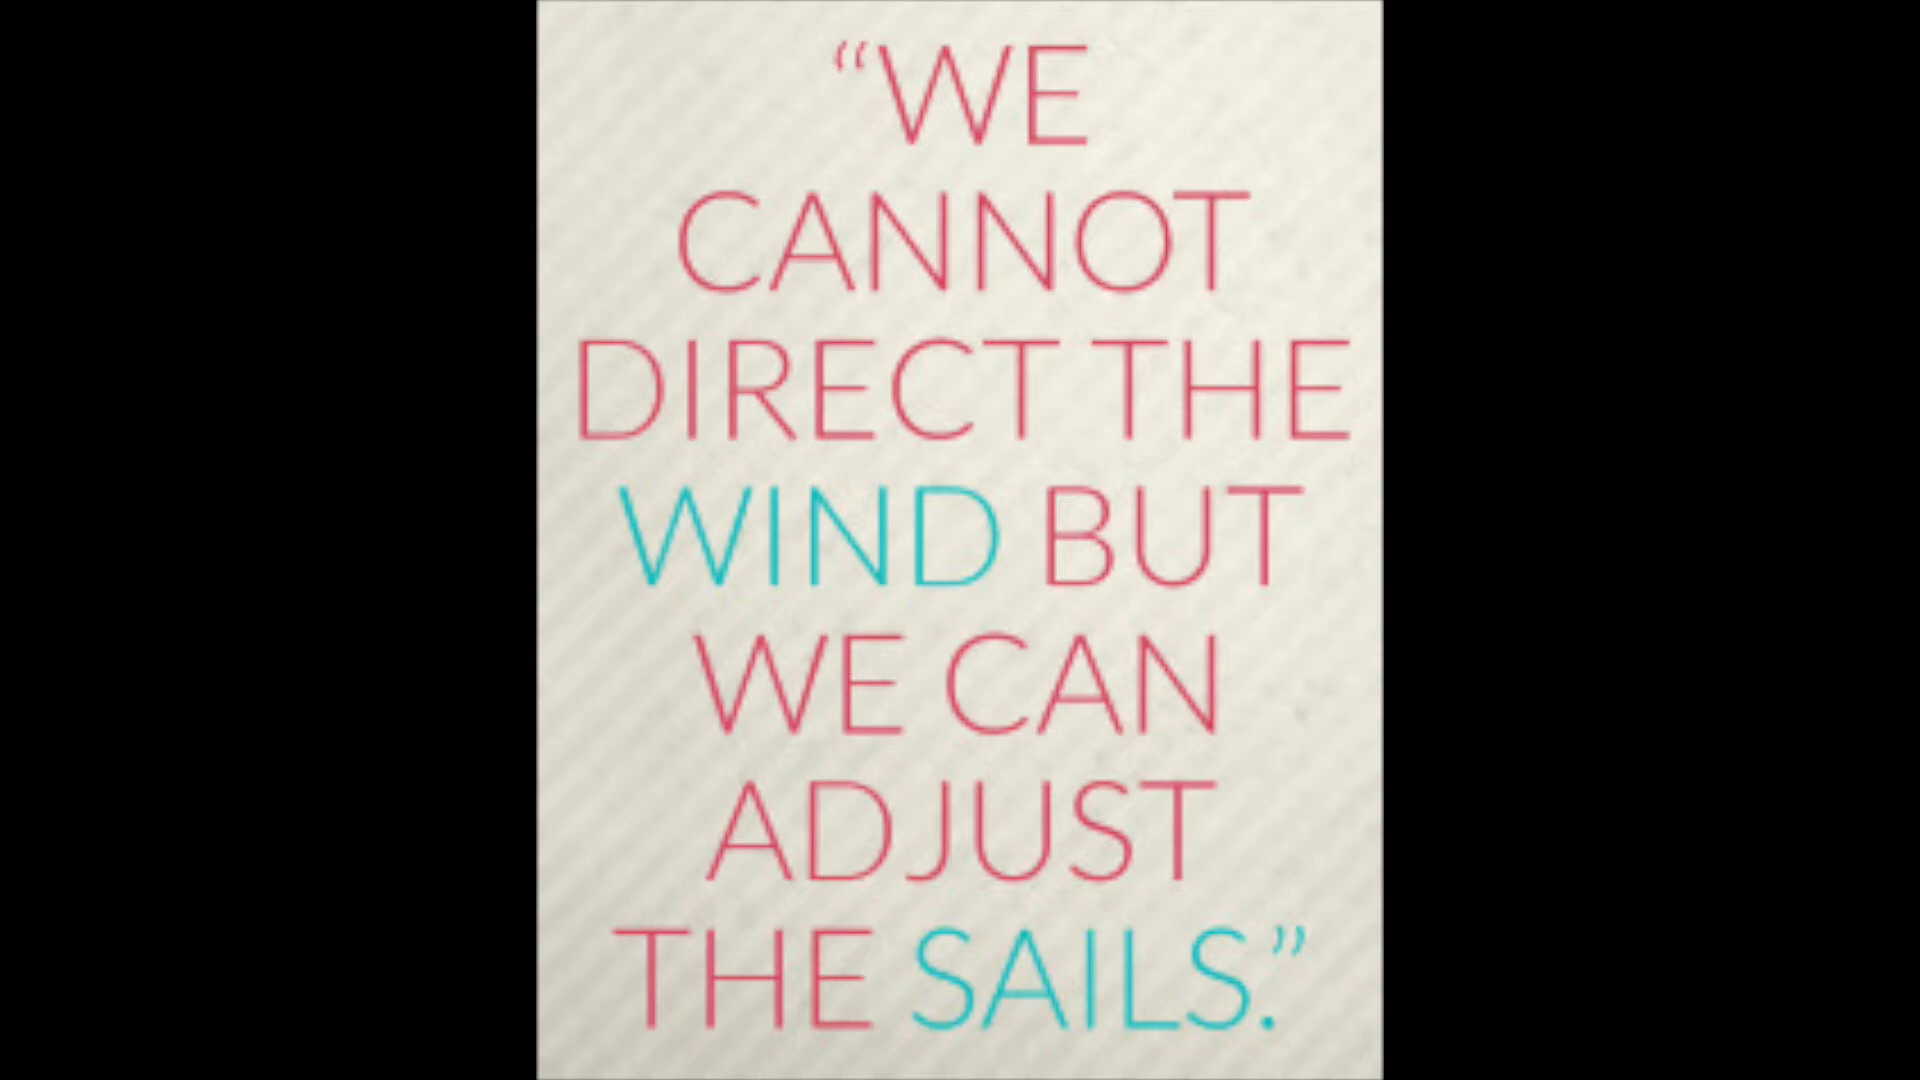 “WE
CANNOT
DIRECT THE
WIND BUT
WE CAN
ADJUST
THE SAILS.”